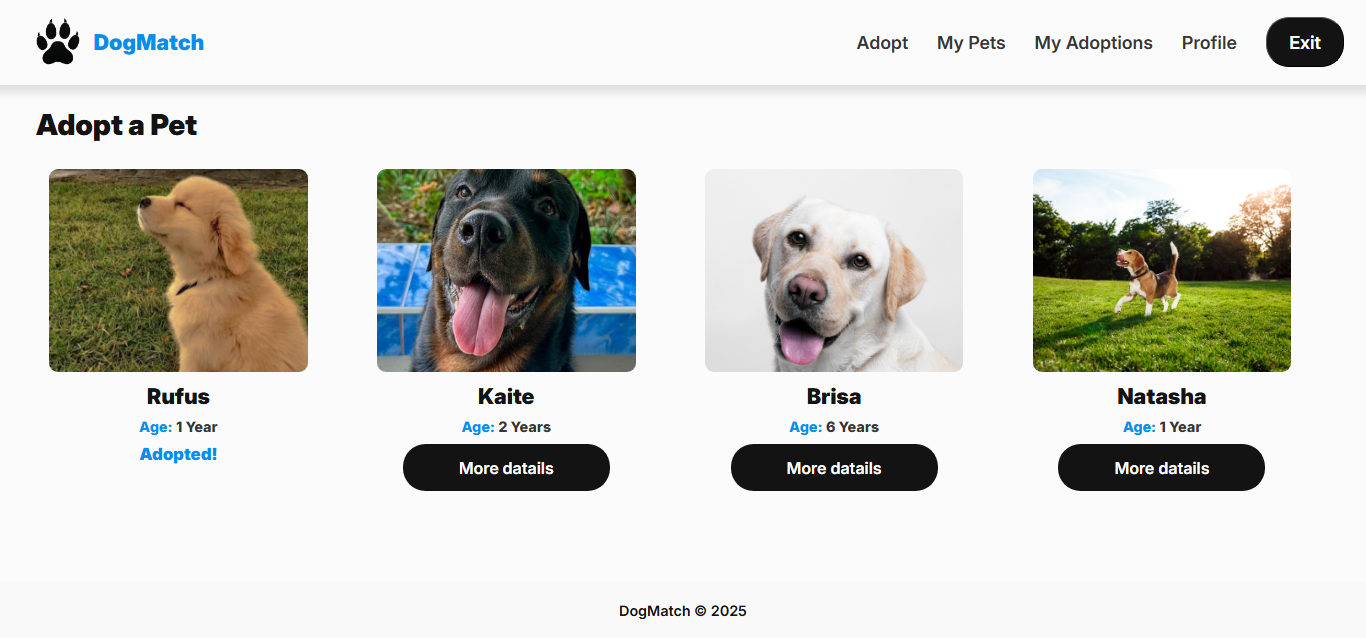 DogMatch
Adopt
My Pets
My Adoptions
Profile
Exit
Adopt a Pet
Rufus
Age: 1 Year
Adopted!
Kaite
Age: 2 Years
More datails
Brisa
Age: 6 Years
More datails
Natasha
Age: 1 Year
More datails
DogMatch © 2025